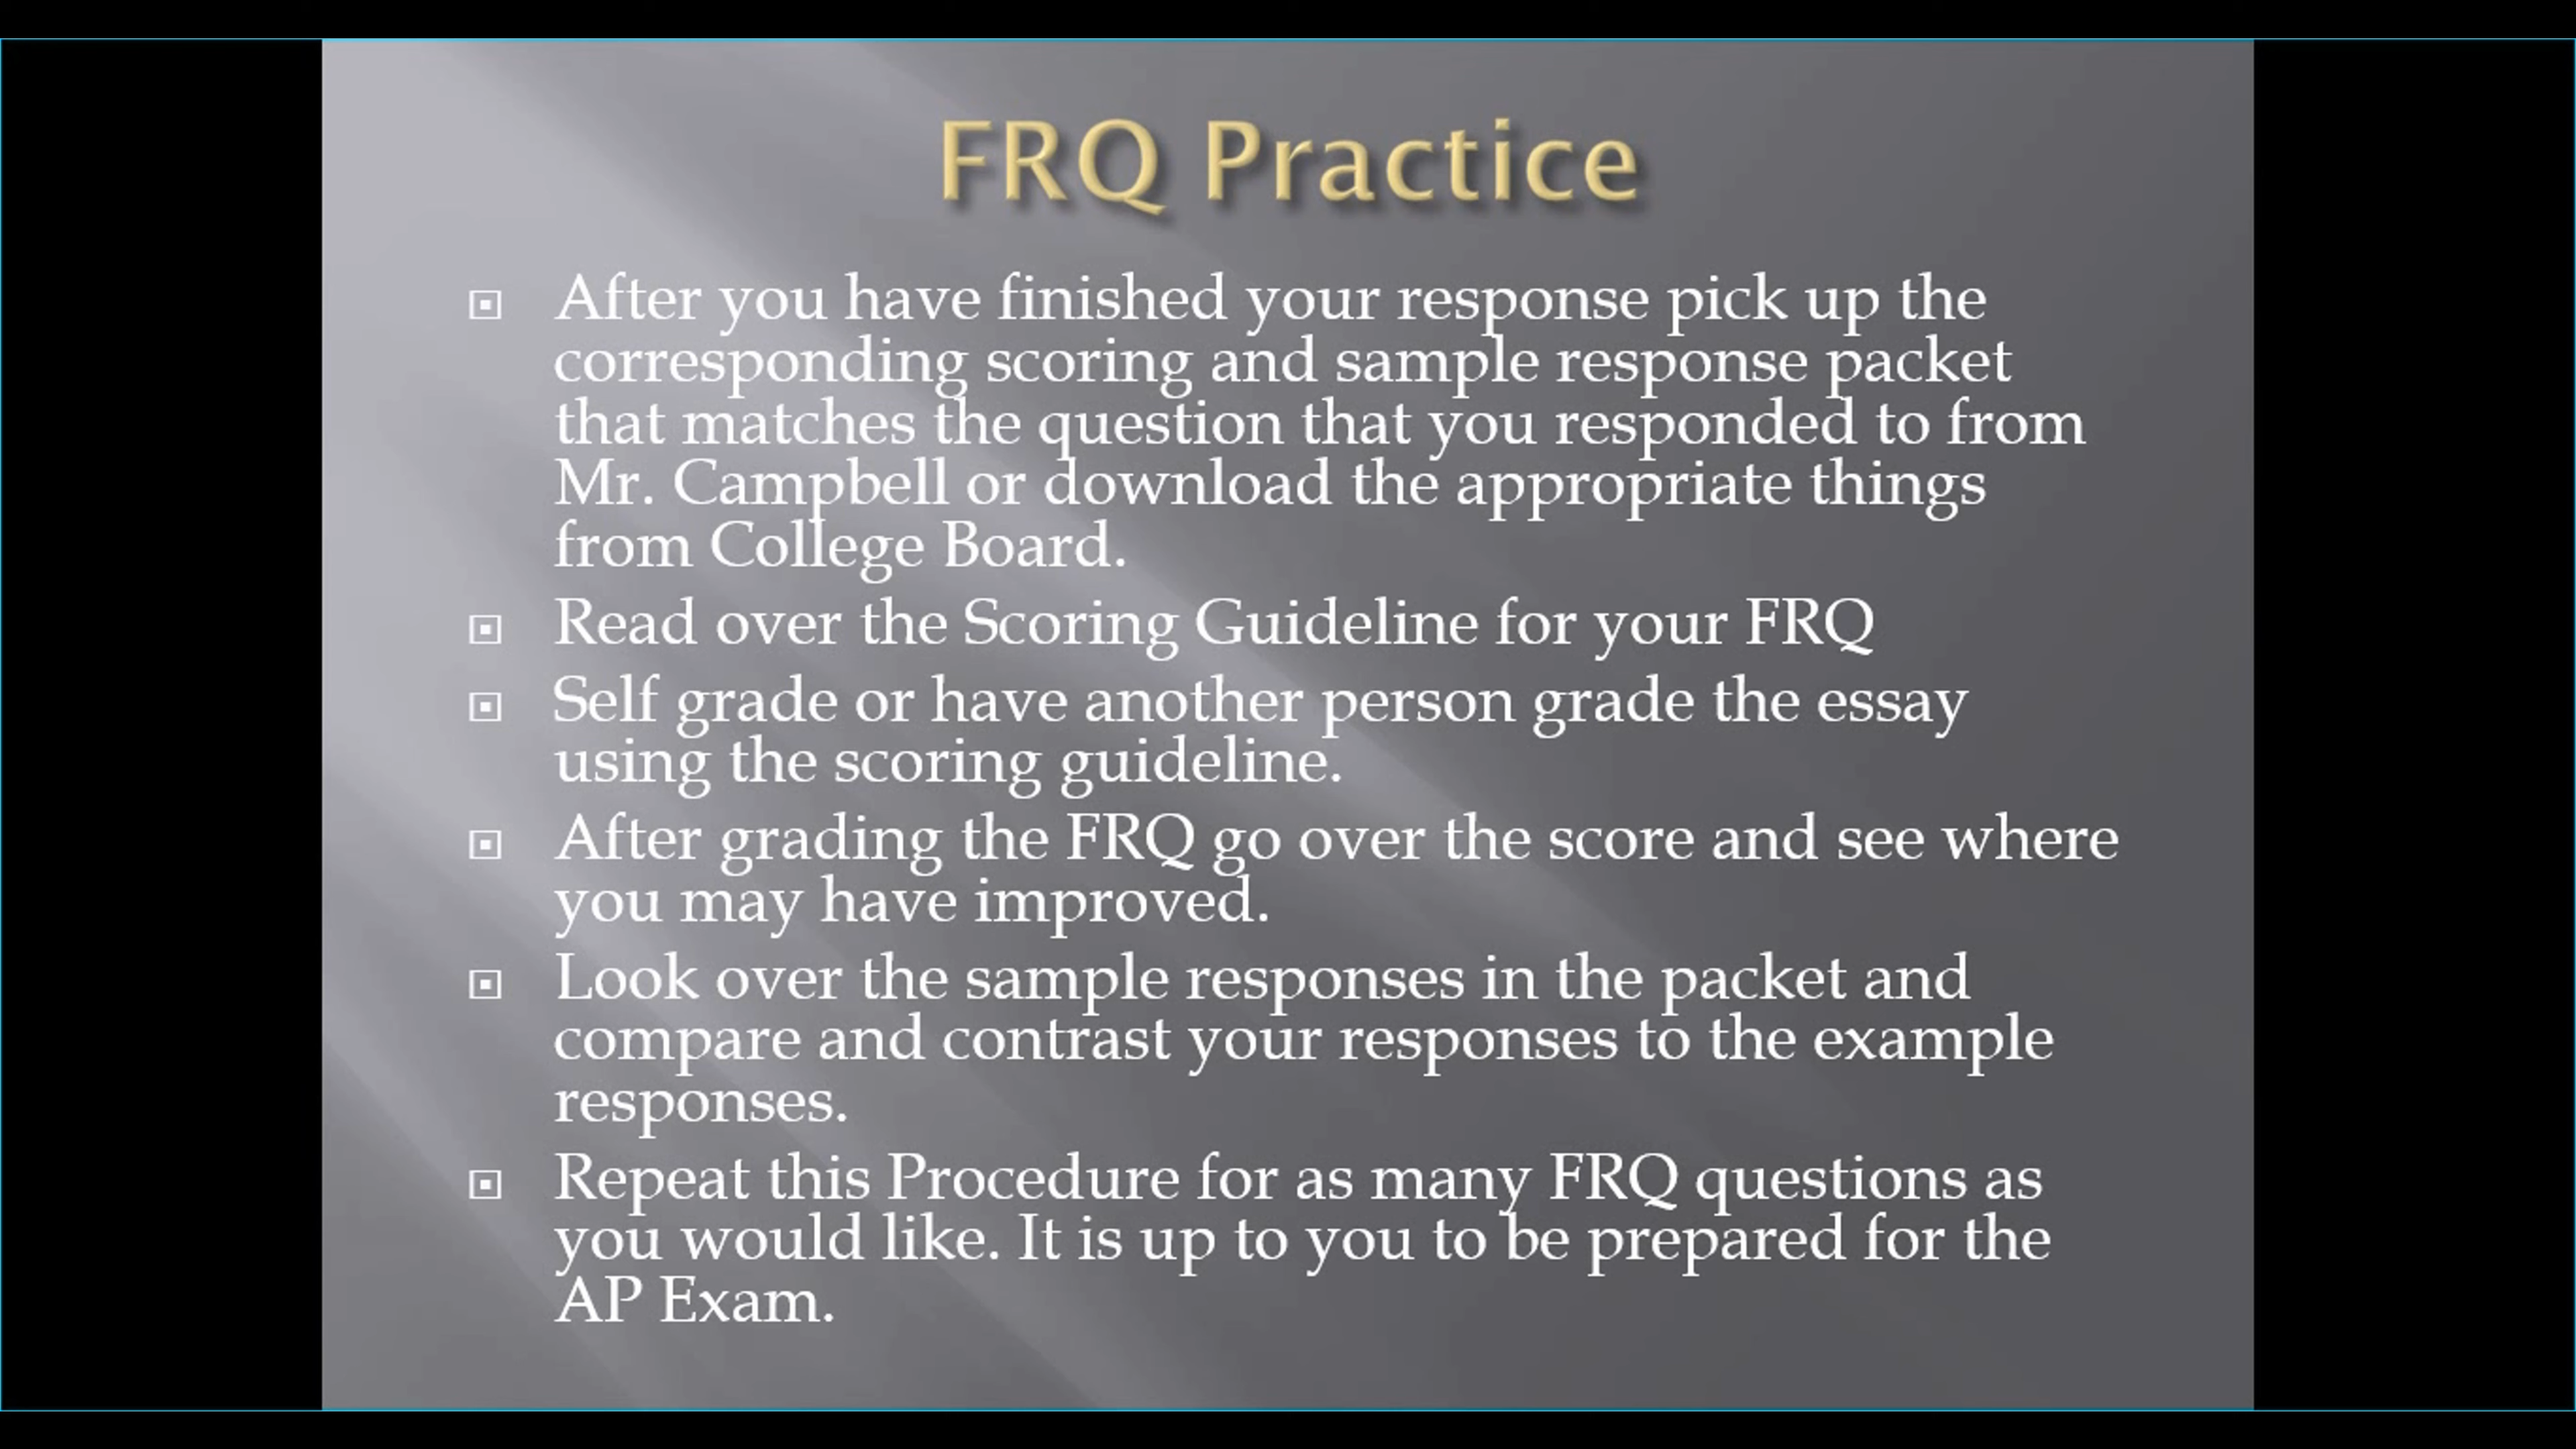 FRQ Practice
After you have finished your response pick up the
corresponding scoring and sample response packet
that matches the question that you responded to from
Mr. Campbell or download the appropriate things
from College Board.
Read over the Scoring Guideline for your FRQ
Self grade or have another person grade the essay
using the scoring guideline.
After grading the FRQ go over the score and see where
you may have improved.
Look over the sample responses in the packet and
compare and contrast your responses to the example
responses.
Repeat this Procedure for as many FRQ questions as
you would like. It is up to you to be prepared for the
AP Exam.